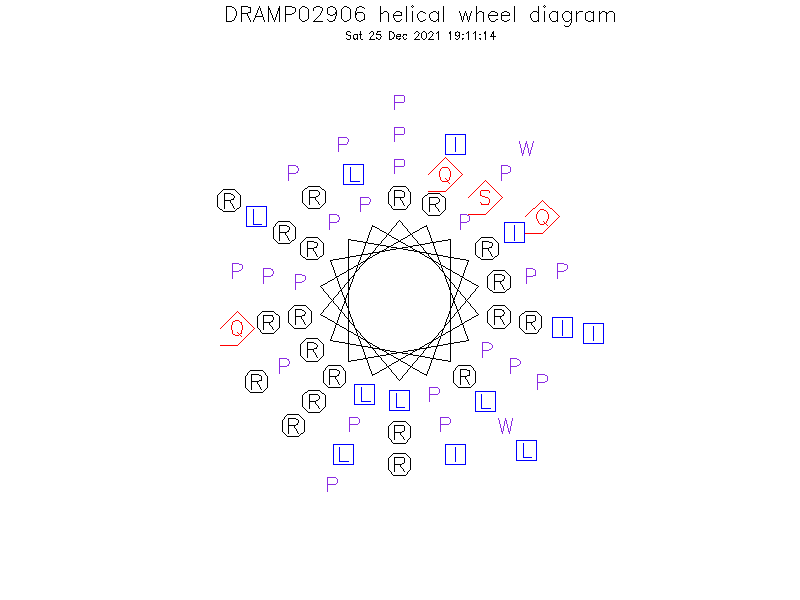 DRAMP02906 helical wheel diagram
Sat 25 Dec 2021 19:11:14
P
P I
P L W
P P Q P
R R P R S
R L P R P P Q
R R R I
P P P R P P
Q R R R R I I
R P P
R P R L P P
R L L P L
R P R P W
L R I L
P